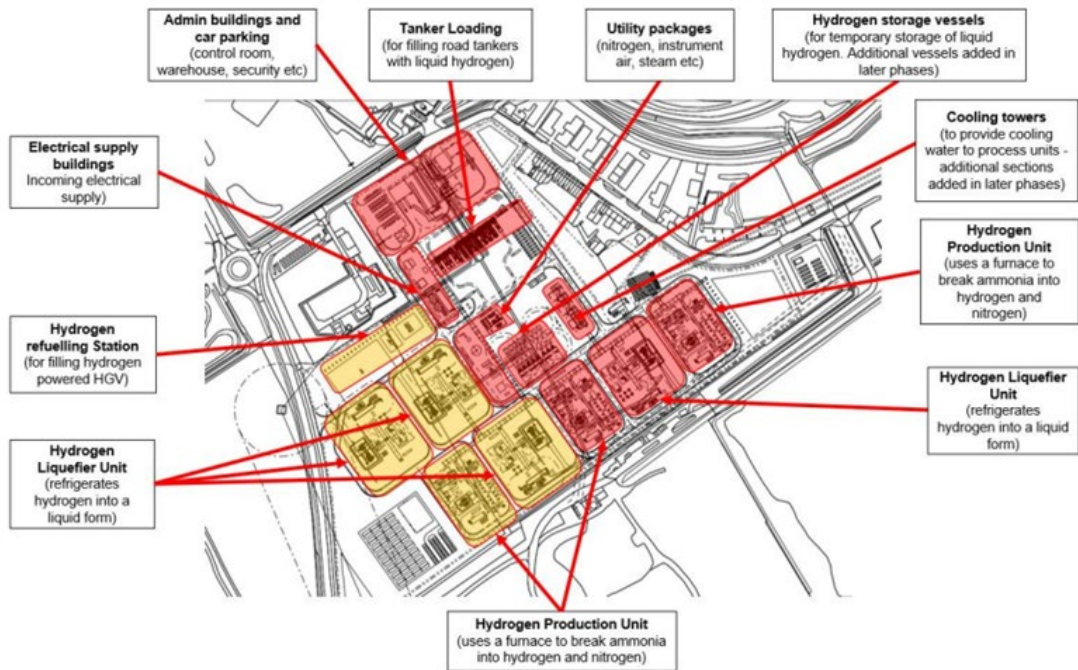 Admin buildings and
car parking
(control room,
warehouse, security etc)
Tanker Loading
(for filling road tankers
with liquid hydrogen)
Utility packages
(nitrogen, instrument
air, steam etc)
Hydrogen storage vessels
(for temporary storage of liquid
hydrogen. Additional vessels added in
later phases)
Cooling towers
(to provide cooling
water to process units -
additional sections
added in later phases)
Electrical supply
buildings
Incoming electrical
supply)
Hydrogen
Production Unit
(uses a furnace to
break ammonia into
hydrogen and
nitrogen)
Hydrogen
refuelling Station
(for filling hydrogen
powered HGV)
Hydrogen Liquefier
Unit
(refrigerates
hydrogen into a liquid
form)
Hydrogen
Liquefier Unit
(refrigerates
hydrogen into a
liquid form)
Hydrogen Production Unit
(uses a furnace to break ammonia
into hydrogen and nitrogen)